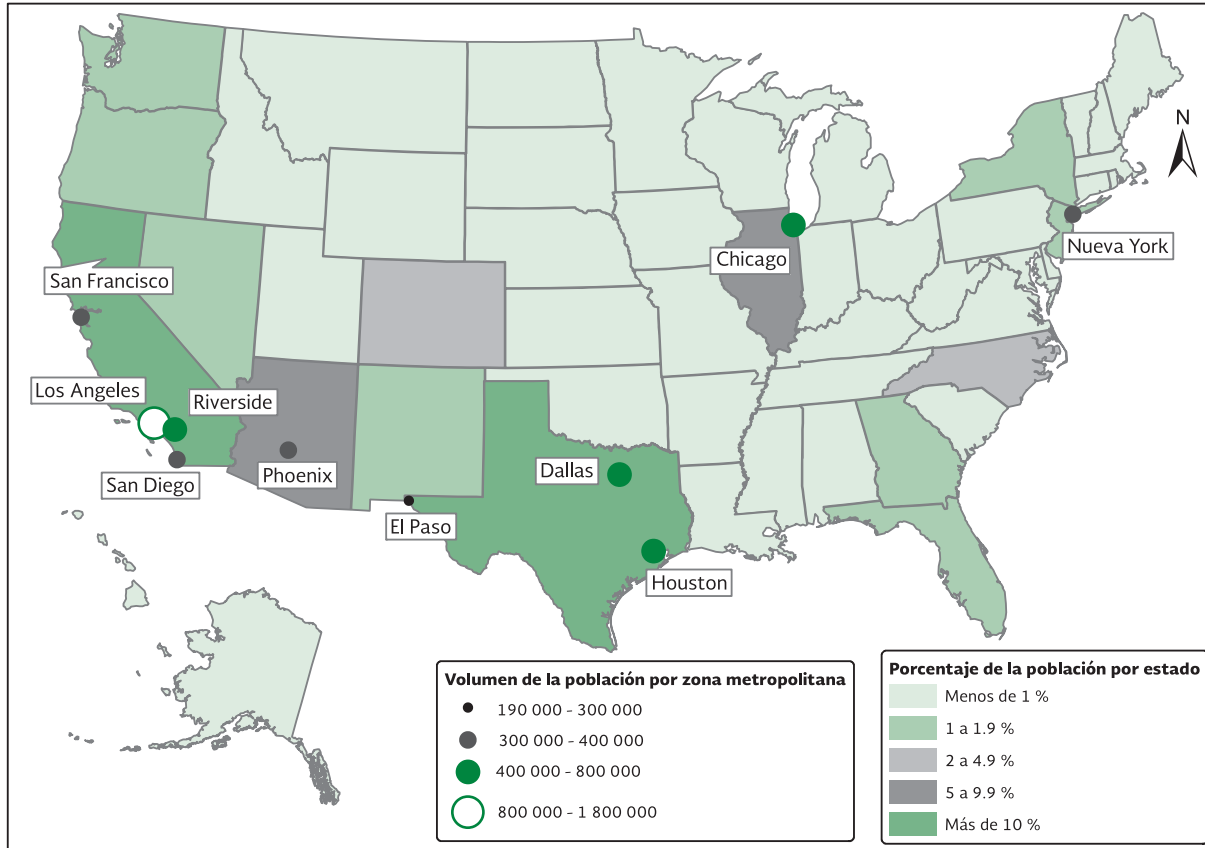 N
Nueva York
Chicago
San Francisco
Los Angeles
Riverside
San Diego
Phoenix
El Paso
Dallas
Houston
Volumen de la población por zona metropolitana
190 000 - 300 000
300 000 - 400 000
400 000 - 800 000
800 000 - 1 800 000
Porcentaje de la población por estado
Menos de 1 %
1 a 1.9 %
2 a 4.9 %
5 a 9.9 %
Más de 10 %